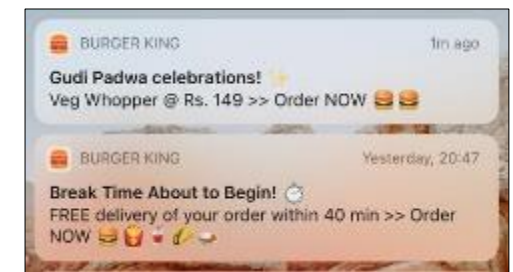 BURGER KING 1m ago
Gudi Padwa celebrations! ✨
Veg Whopper @ Rs. 149 >> Order NOW 🍔🍔
BURGER KING Yesterday, 20:47
Break Time About to Begin! ⏱
FREE delivery of your order within 40 min >> Order
NOW 🍔🍟🍹🌮🍛